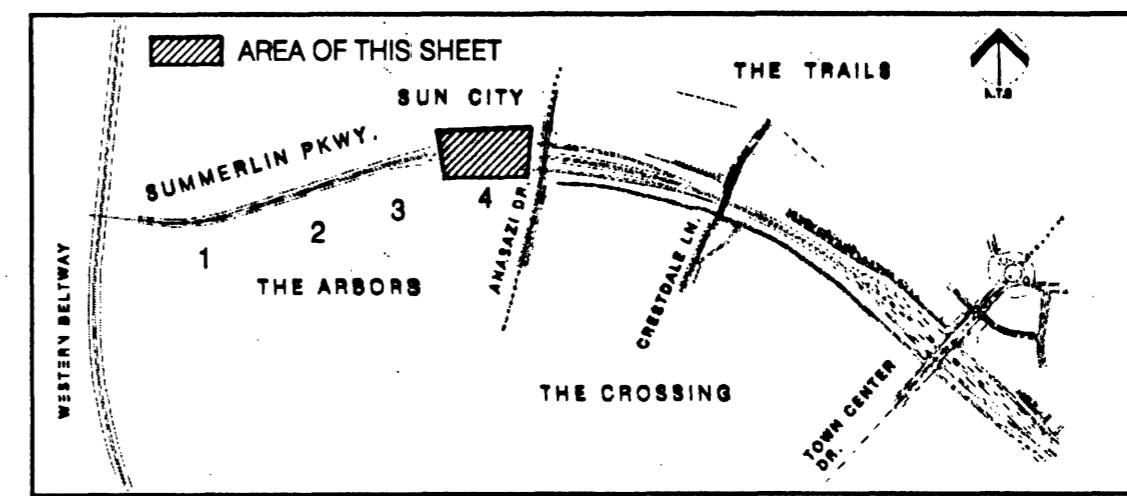 AREA OF THIS SHEET
THE TRAILS
N.T.S
SUN CITY
SUMMERLIN PKWY.
1
2
3
4
ANASAZI DR.
THE ARBORS
WESTERN BELTWAY
CRESTDALE LN.
THE CROSSING
TOWN CENTER
DR.